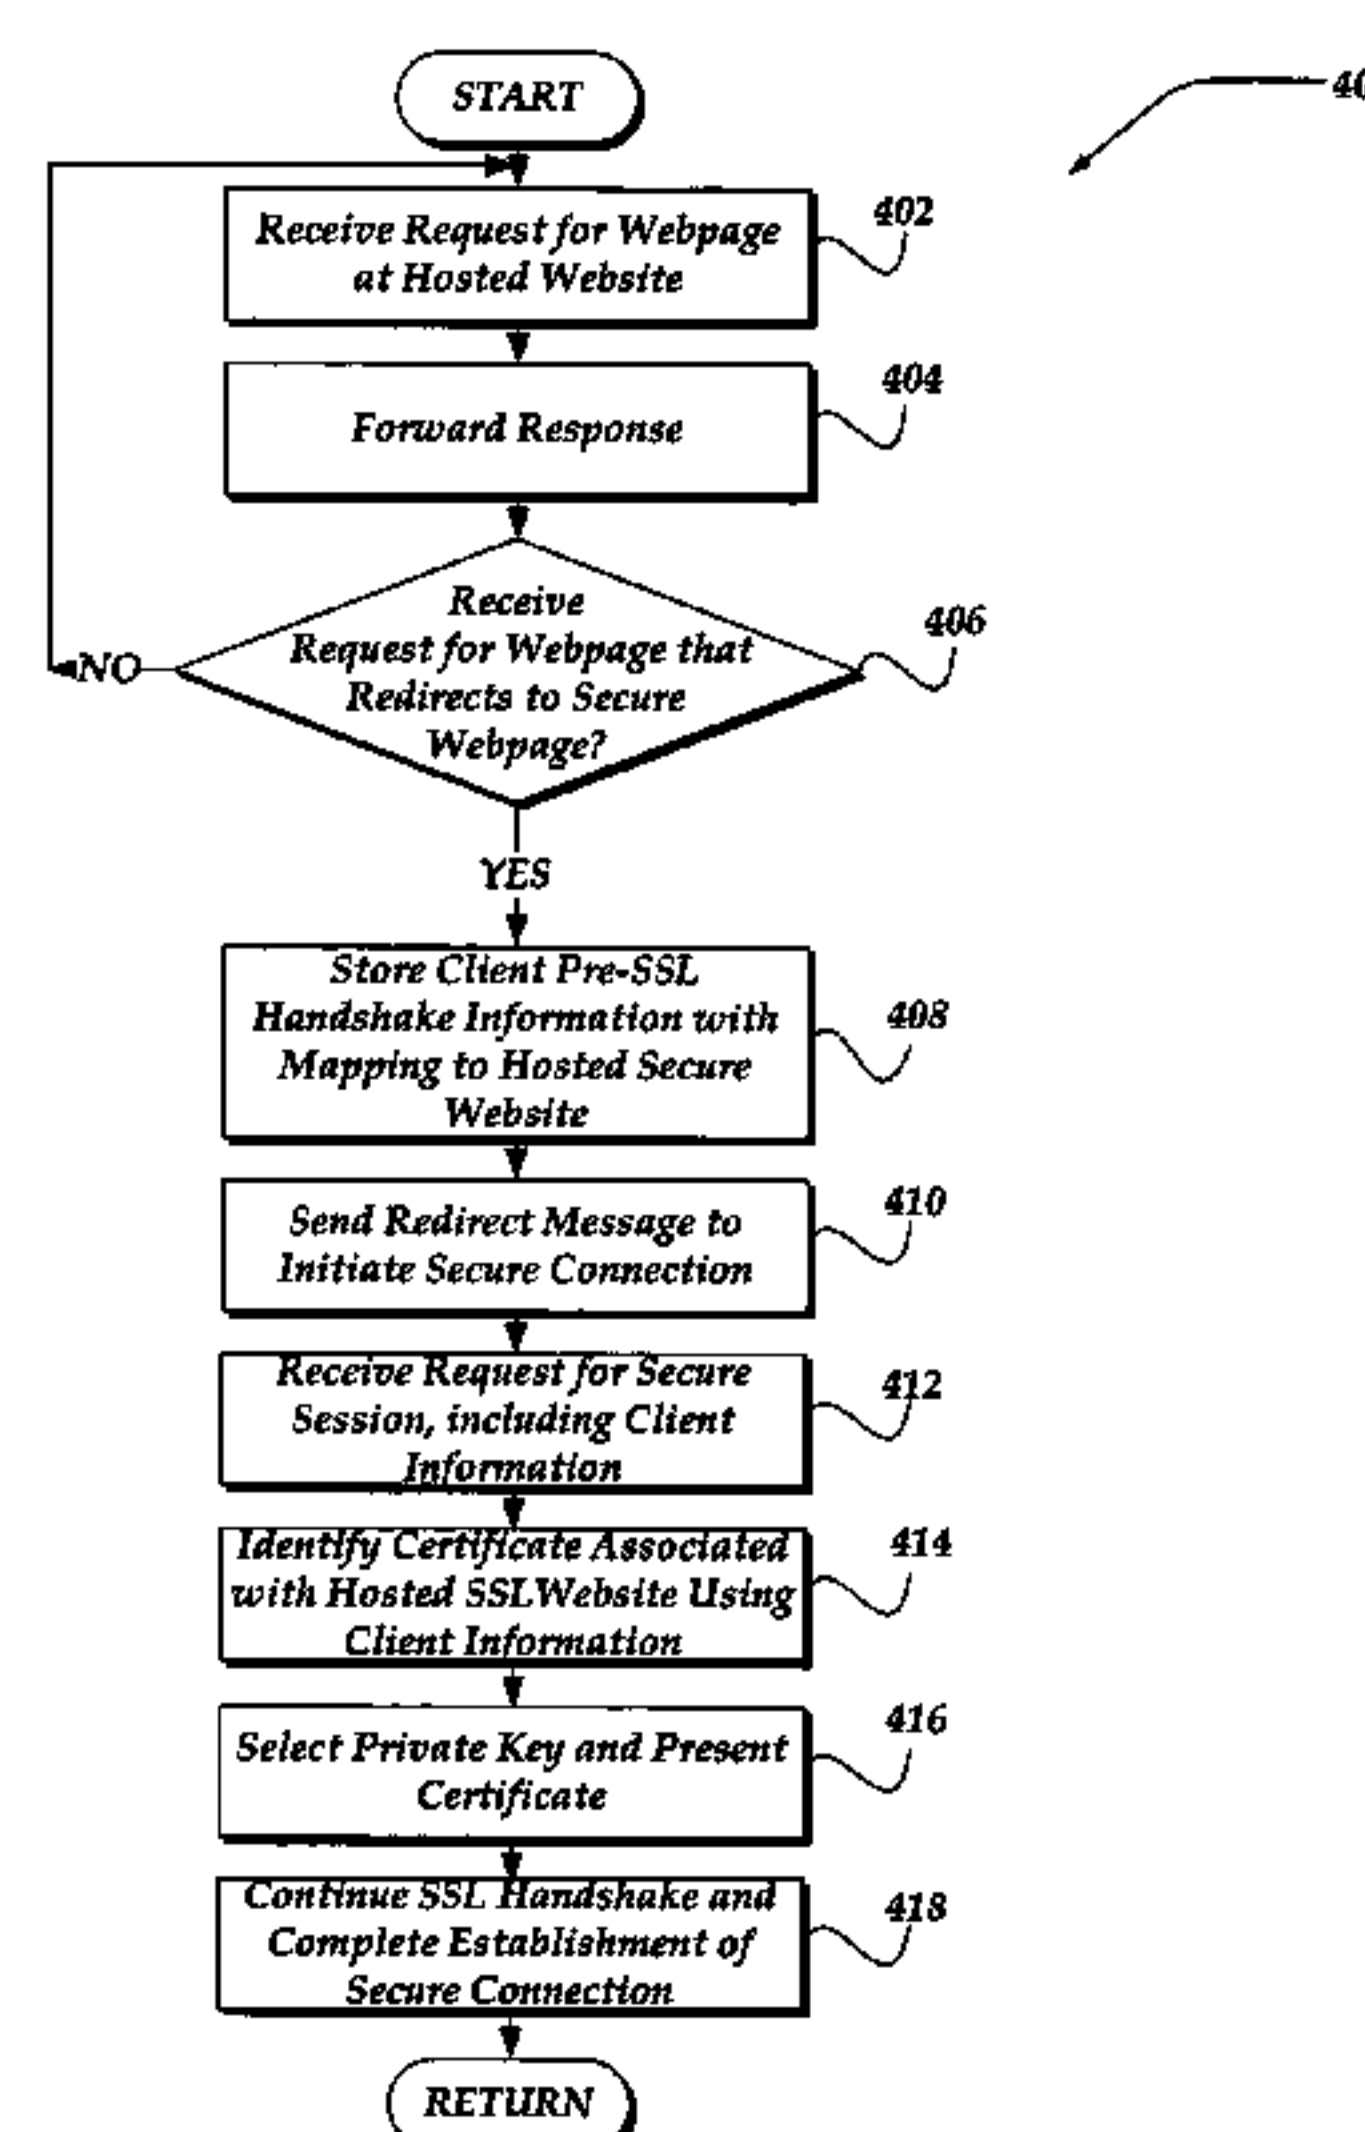 START
40
Receive Request for Webpage
at Hosted Website
402
Forward Response
404
Receive
Request for Webpage that
Redirects to Secure
Webpage?
406
NO
YES
Store Client Pre-SSL
Handshake Information with
Mapping to Hosted Secure
Website
408
Send Redirect Message to
Initiate Secure Connection
410
Receive Request for Secure
Session, including Client
Information
412
Identify Certificate Associated
with Hosted SSLWebsite Using
Client Information
414
Select Private Key and Present
Certificate
416
Continue SSL Handshake and
Complete Establishment of
Secure Connection
418
RETURN